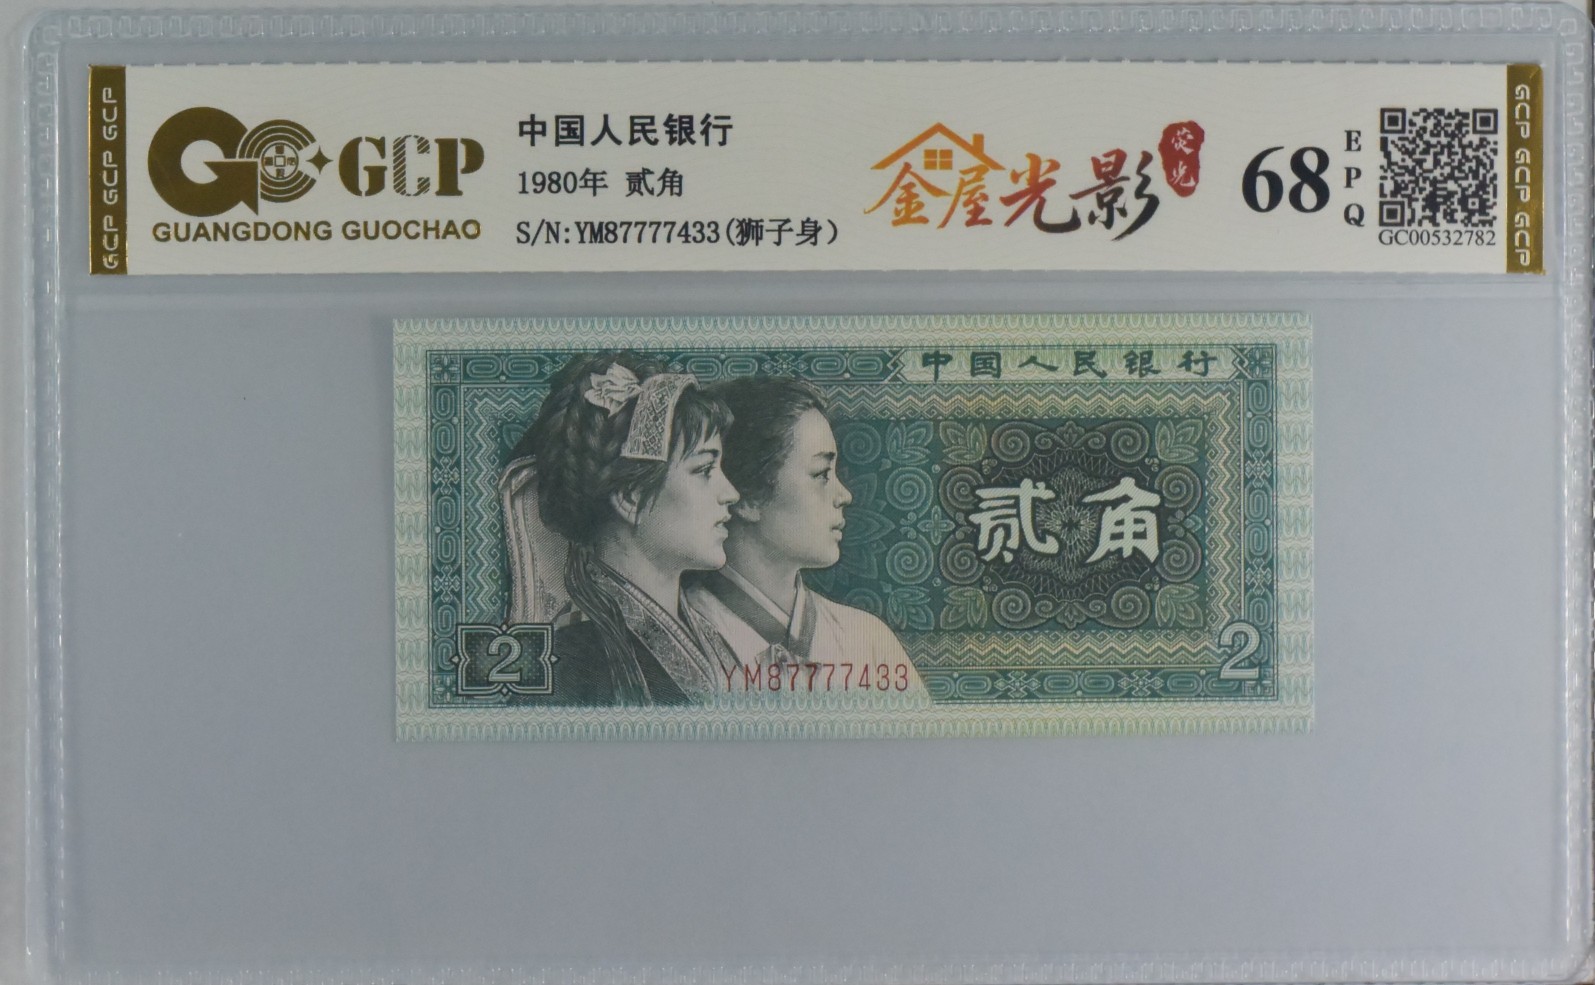 GCP GCP GCP
GCP
GUANGDONG GUOCHAO
中国人民银行
1980年 贰角
S/N:YM87777433(狮子身)
金屋光影
荧光
68
EPQ
GC00532782
GCP GCP GCP
中国人民银行
贰角
2
2
YM87777433